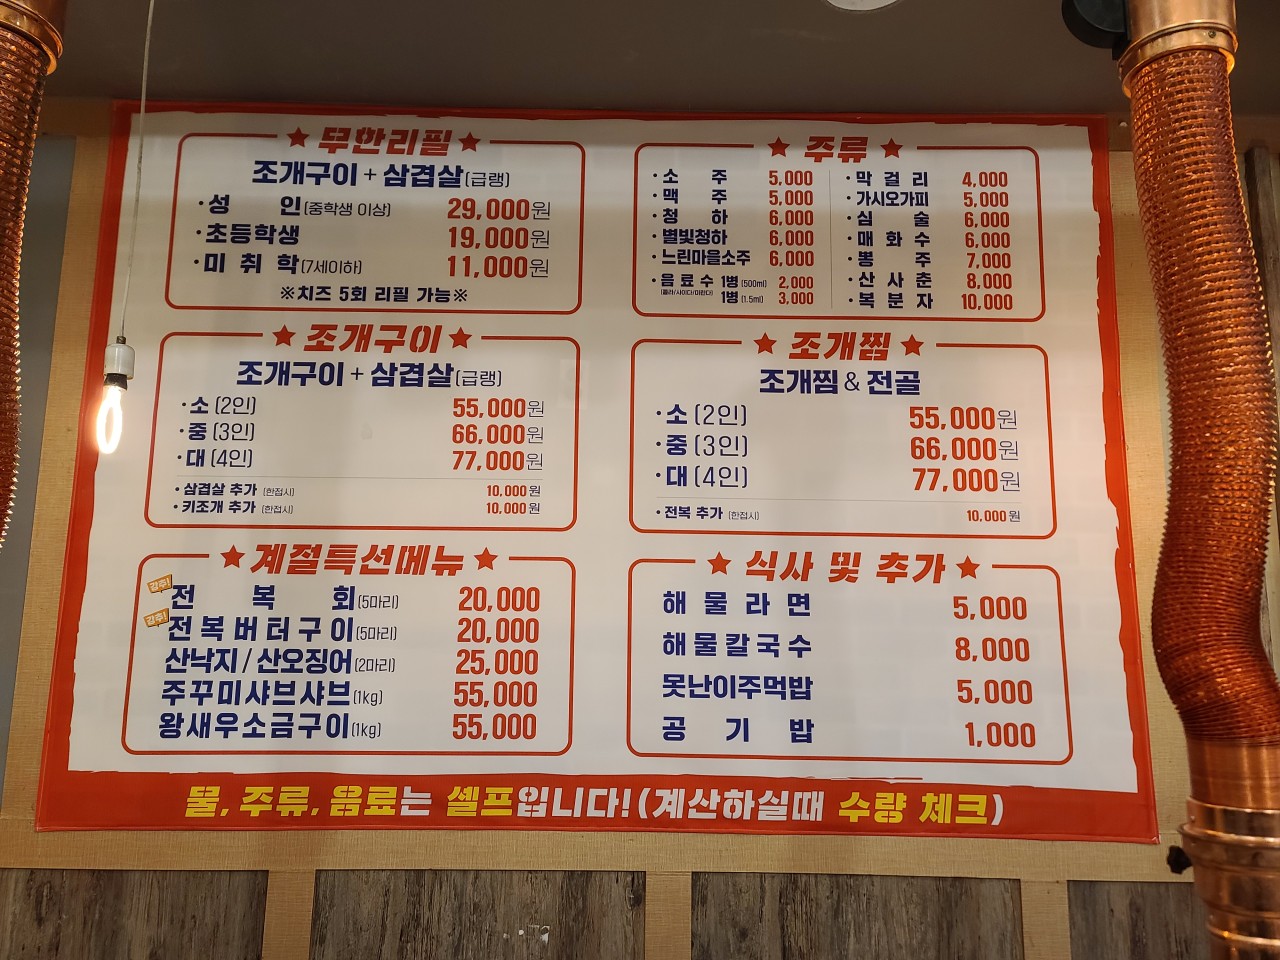 무한리필
조개구이 + 삼겹살(급랭)
·성 인(중학생 이상) 29,000원
·초등학생 19,000원
·미 취 학(7세이하) 11,000원
※치즈 5회 리필 가능※
주류
·소 주 5,000
·맥 주 5,000
·청 하 6,000
·별빛청하 6,000
·느린마을소주 6,000
·음 료 수 1병(500ml) 2,000
(콜라/사이다/미린다) 1병(1.5ml) 3,000
·막 걸 리 4,000
·가시오가피 5,000
·심 술 6,000
·매 화 수 6,000
·뽕 주 7,000
·산 사 춘 8,000
·복 분 자 10,000
조개구이
조개구이 + 삼겹살(급랭)
·소 (2인) 55,000원
·중 (3인) 66,000원
·대 (4인) 77,000원
·삼겹살 추가 (한접시) 10,000원
·키조개 추가 (한접시) 10,000원
조개찜
조개찜 & 전골
·소 (2인) 55,000원
·중 (3인) 66,000원
·대 (4인) 77,000원
·전복 추가 (한접시) 10,000원
계절특선메뉴
강추! 전 복 회(5마리) 20,000
강추! 전복버터구이(5마리) 20,000
산낙지/산오징어(2마리) 25,000
주꾸미샤브샤브(1kg) 55,000
왕새우소금구이(1kg) 55,000
식사 및 추가
해 물 라 면 5,000
해물칼국수 8,000
못난이주먹밥 5,000
공 기 밥 1,000
물, 주류, 음료는 셀프입니다!(계산하실때 수량 체크)